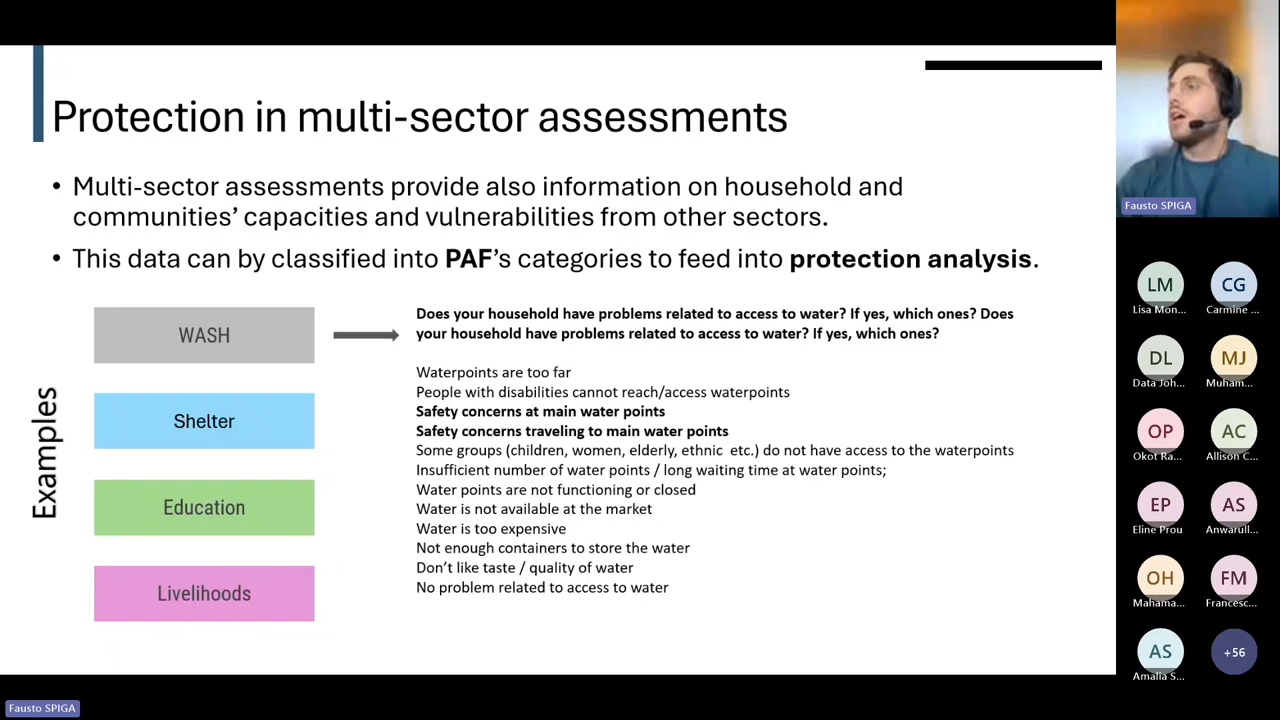 Protection in multi-sector assessments
• Multi-sector assessments provide also information on household and
communities’ capacities and vulnerabilities from other sectors.
• This data can by classified into PAF’s categories to feed into protection analysis.
Examples
WASH
Shelter
Education
Livelihoods
Does your household have problems related to access to water? If yes, which ones? Does
your household have problems related to access to water? If yes, which ones?
Waterpoints are too far
People with disabilities cannot reach/access waterpoints
Safety concerns at main water points
Safety concerns traveling to main water points
Some groups (children, women, elderly, ethnic etc.) do not have access to the waterpoints
Insufficient number of water points / long waiting time at water points;
Water points are not functioning or closed
Water is not available at the market
Water is too expensive
Not enough containers to store the water
Don’t like taste / quality of water
No problem related to access to water
Fausto SPIGA
LM
Lisa Mon...
CG
Carmine ...
DL
Data Joh...
MJ
Muham...
OP
Okot Ra...
AC
Allison C...
EP
Eline Prou
AS
Anwarull...
OH
Mahama...
FM
Francesc...
AS
Amalia S...
+56
Fausto SPIGA